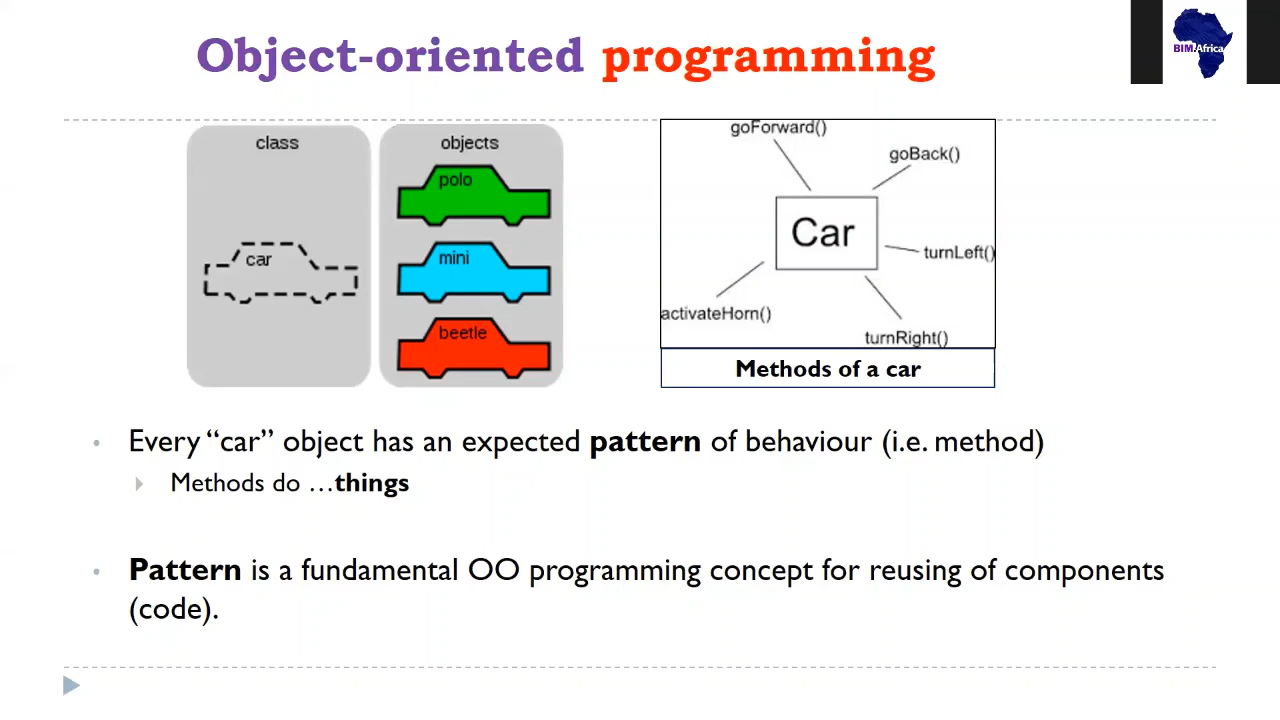 Object-oriented programming
BIM Africa
class
car
objects
polo
mini
beetle
goForward()
goBack()
Car
turnLeft()
activateHorn()
turnRight()
Methods of a car
• Every “car” object has an expected pattern of behaviour (i.e. method)
Methods do …things
• Pattern is a fundamental OO programming concept for reusing of components
(code).